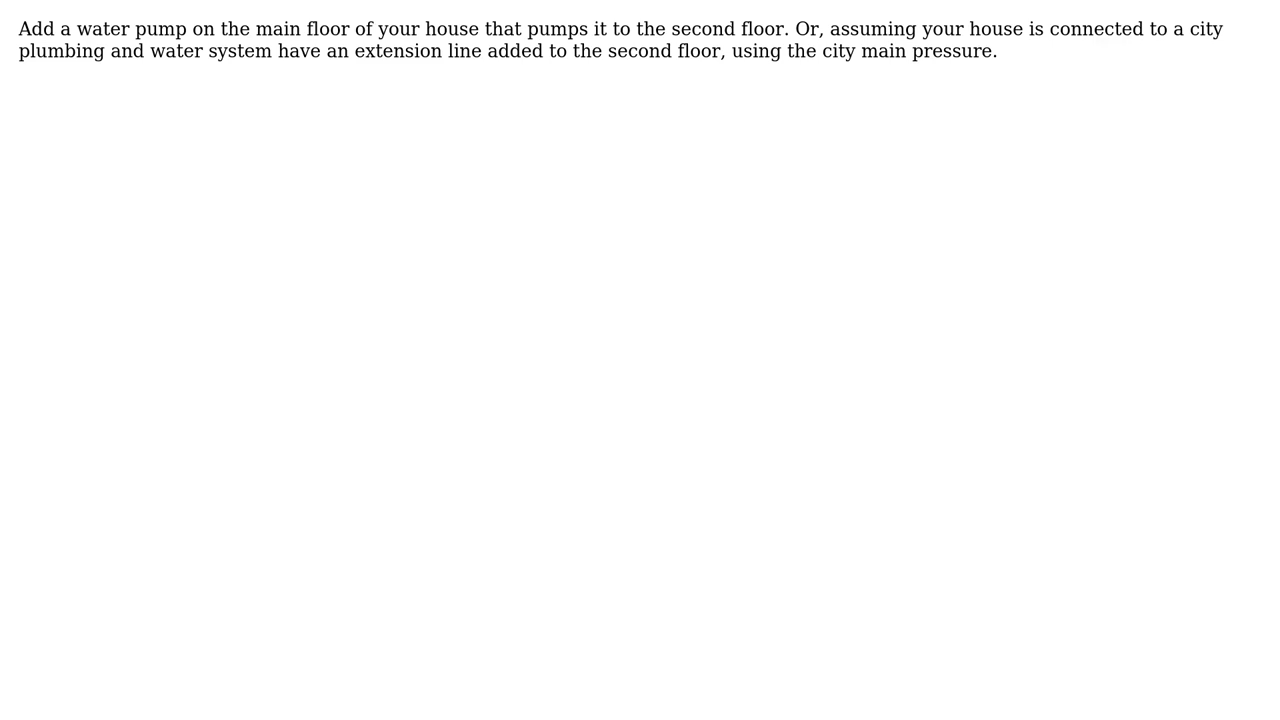 Add a water pump on the main floor of your house that pumps it to the second floor. Or, assuming your house is connected to a city
plumbing and water system have an extension line added to the second floor, using the city main pressure.